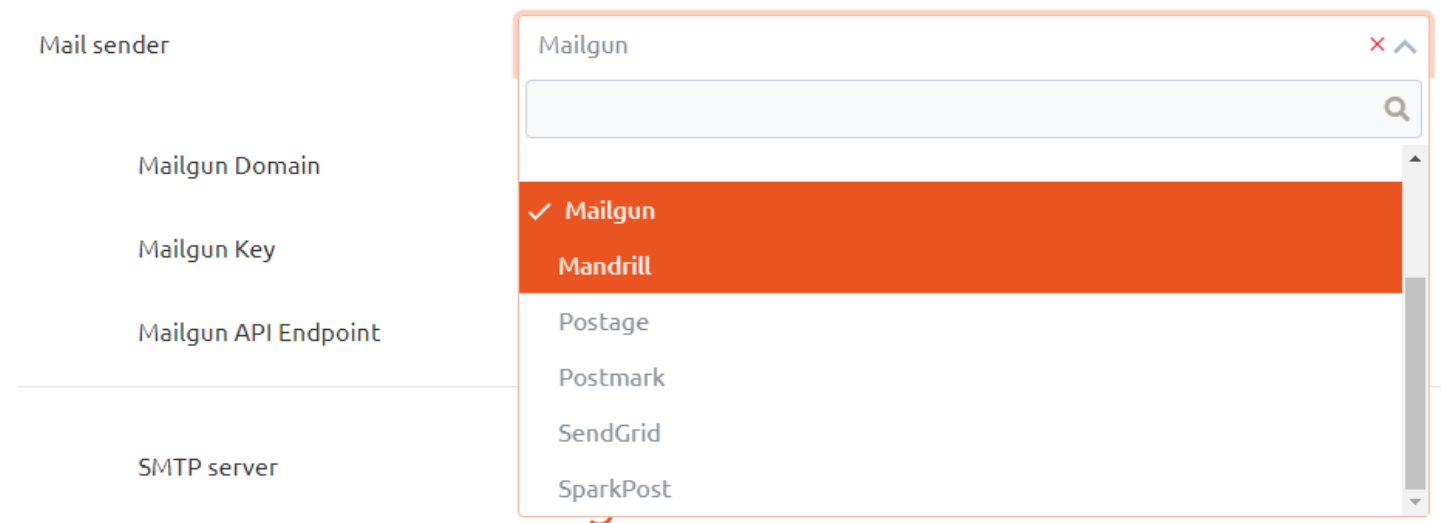 Mail sender
Mailgun
Mailgun Domain
Mailgun Key
Mailgun API Endpoint
SMTP server
Mailgun
Mandrill
Postage
Postmark
SendGrid
SparkPost